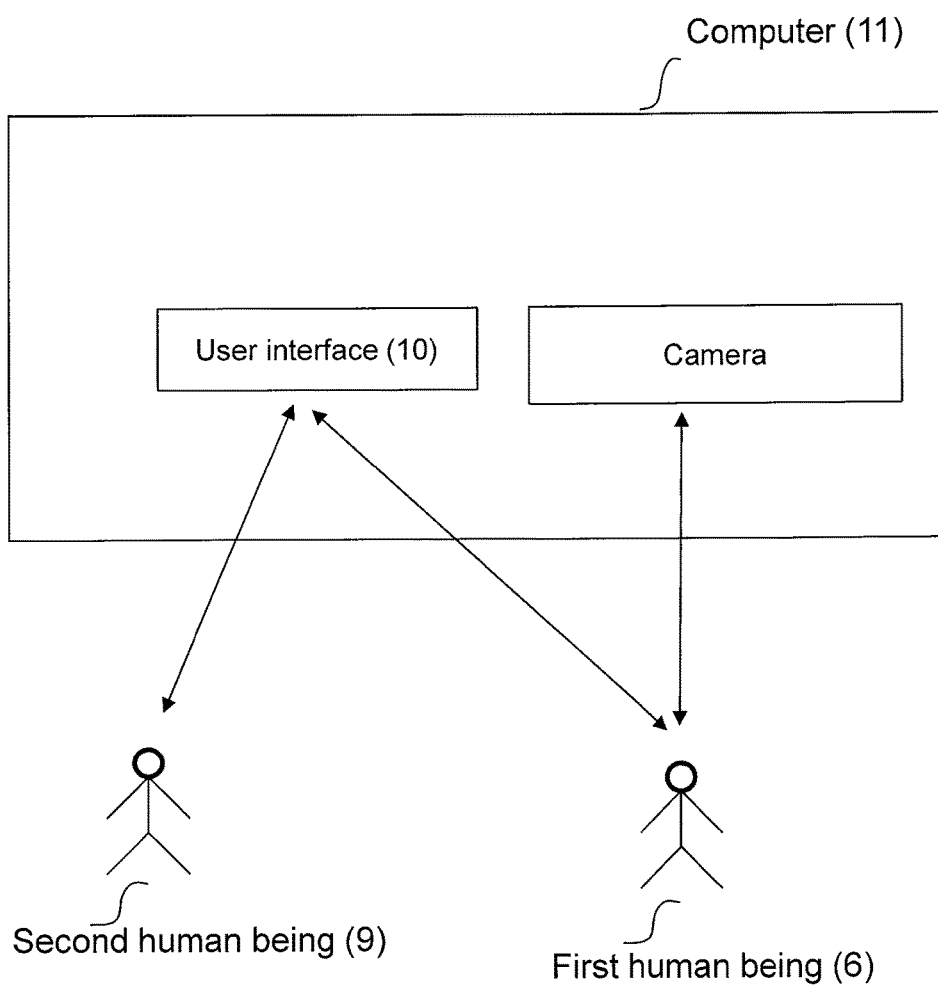 Computer (11)
User interface (10)
Camera
Second human being (9)
First human being (6)